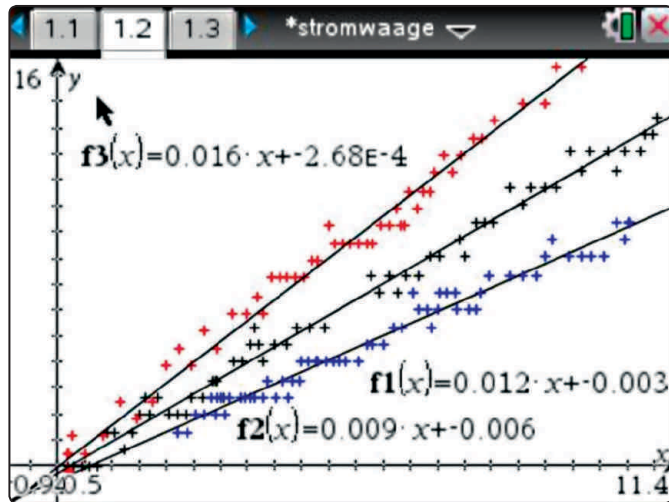 1.1 1.2 1.3 *stromwaage
16 y
f3(x)=0.016· x+-2.68E-4
f1(x)=0.012· x+-0.003
f2(x)=0.009· x+-0.006
x
0.5 11.4